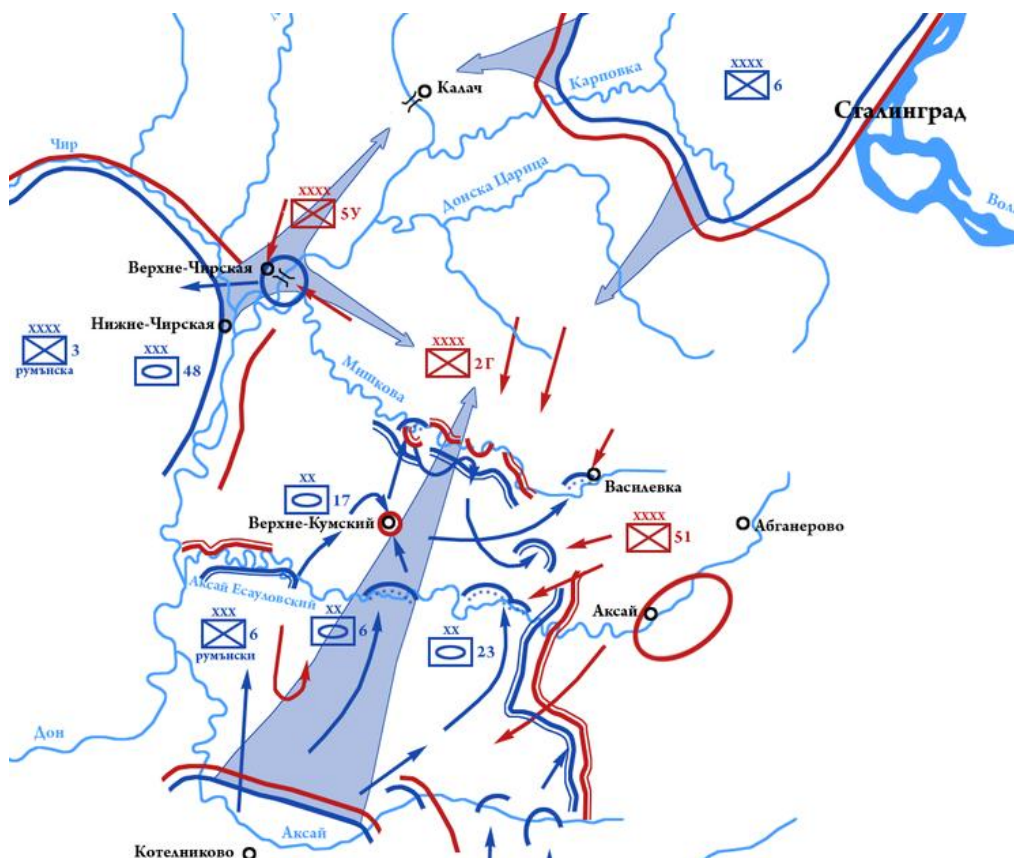 Калач
Карповка
XXXX
6
Сталинград
Чир
XXXX
5У
Донска Царица
Вол
Верхне-Чирская
Нижне-Чирская
XXXX
3
румънска
XXX
48
XXXX
2Г
Мишкова
XX
17
Василевка
Верхне-Кумский
XXXX
51
Абганерово
Аксай Есауловский
XXX
6
румънски
XX
6
XX
23
Аксай
Дон
Аксай
Котелниково